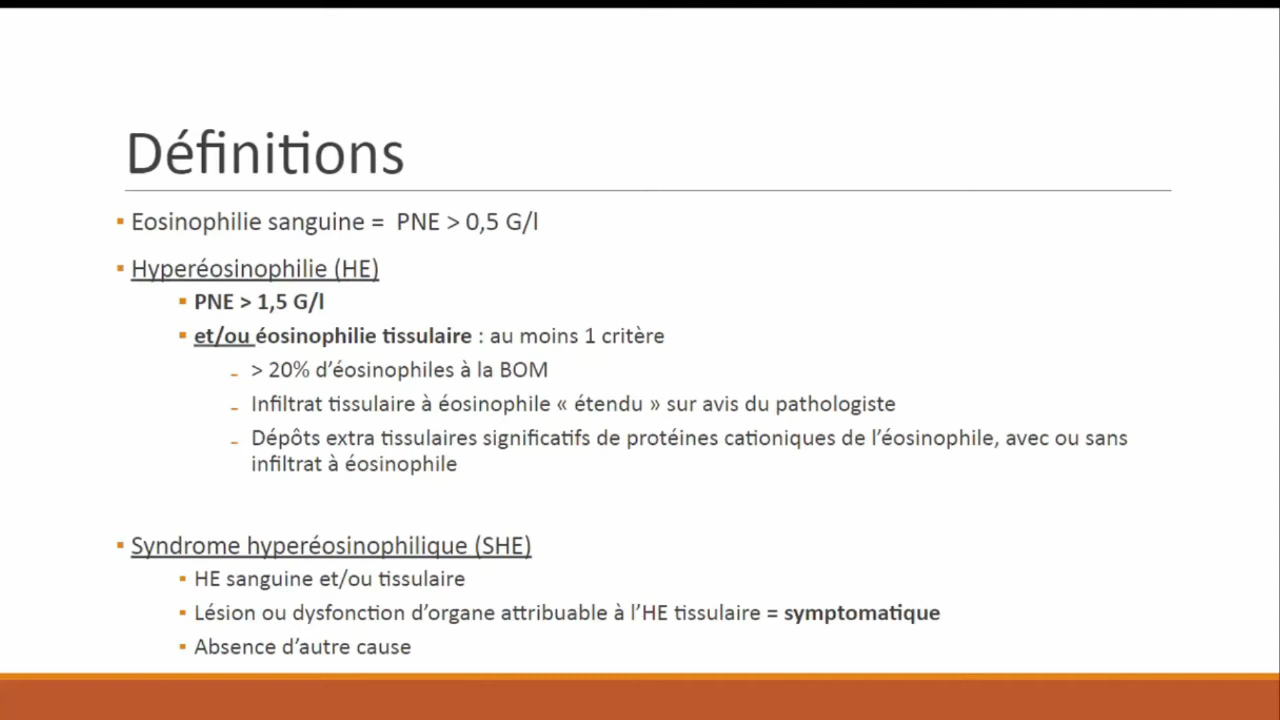 Définitions
Eosinophilie sanguine = PNE > 0,5 G/l
Hyperéosinophilie (HE)
PNE > 1,5 G/l
et/ou éosinophilie tissulaire : au moins 1 critère
> 20% d'éosinophiles à la BOM
Infiltrat tissulaire à éosinophile « étendu » sur avis du pathologiste
Dépôts extra tissulaires significatifs de protéines cationiques de l'éosinophile, avec ou sans
infiltrat à éosinophile
Syndrome hyperéosinophilique (SHE)
HE sanguine et/ou tissulaire
Lésion ou dysfonction d'organe attribuable à l'HE tissulaire = symptomatique
Absence d'autre cause